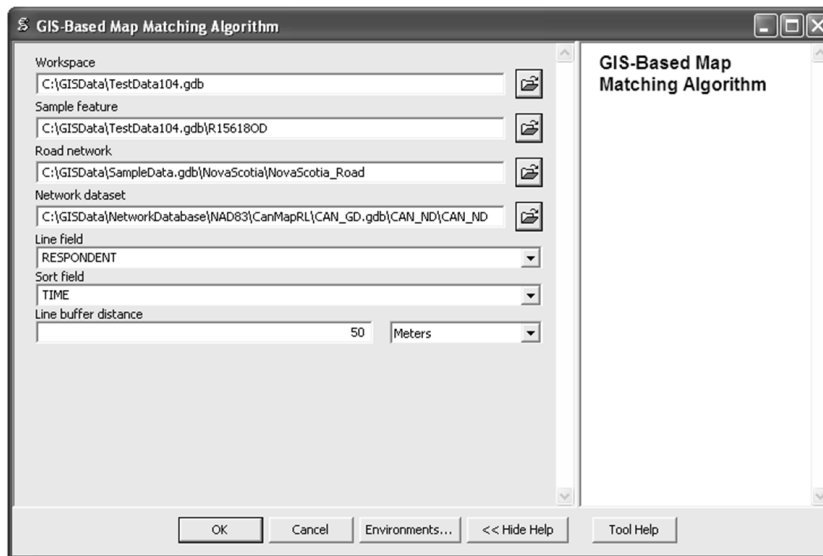 GIS-Based Map Matching Algorithm
Workspace
C:\GISData\TestData104.gdb
Sample feature
C:\GISData\TestData104.gdb\R15618OD
Road network
C:\GISData\SampleData.gdb\NovaScotia\NovaScotia_Road
Network dataset
C:\GISData\NetworkDatabase\NAD83\CanMapRL\CAN_GD.gdb\CAN_ND\CAN_ND
Line field
RESPONDENT
Sort field
TIME
Line buffer distance
50 Meters
GIS-Based Map
Matching Algorithm
OK Cancel Environments... << Hide Help Tool Help